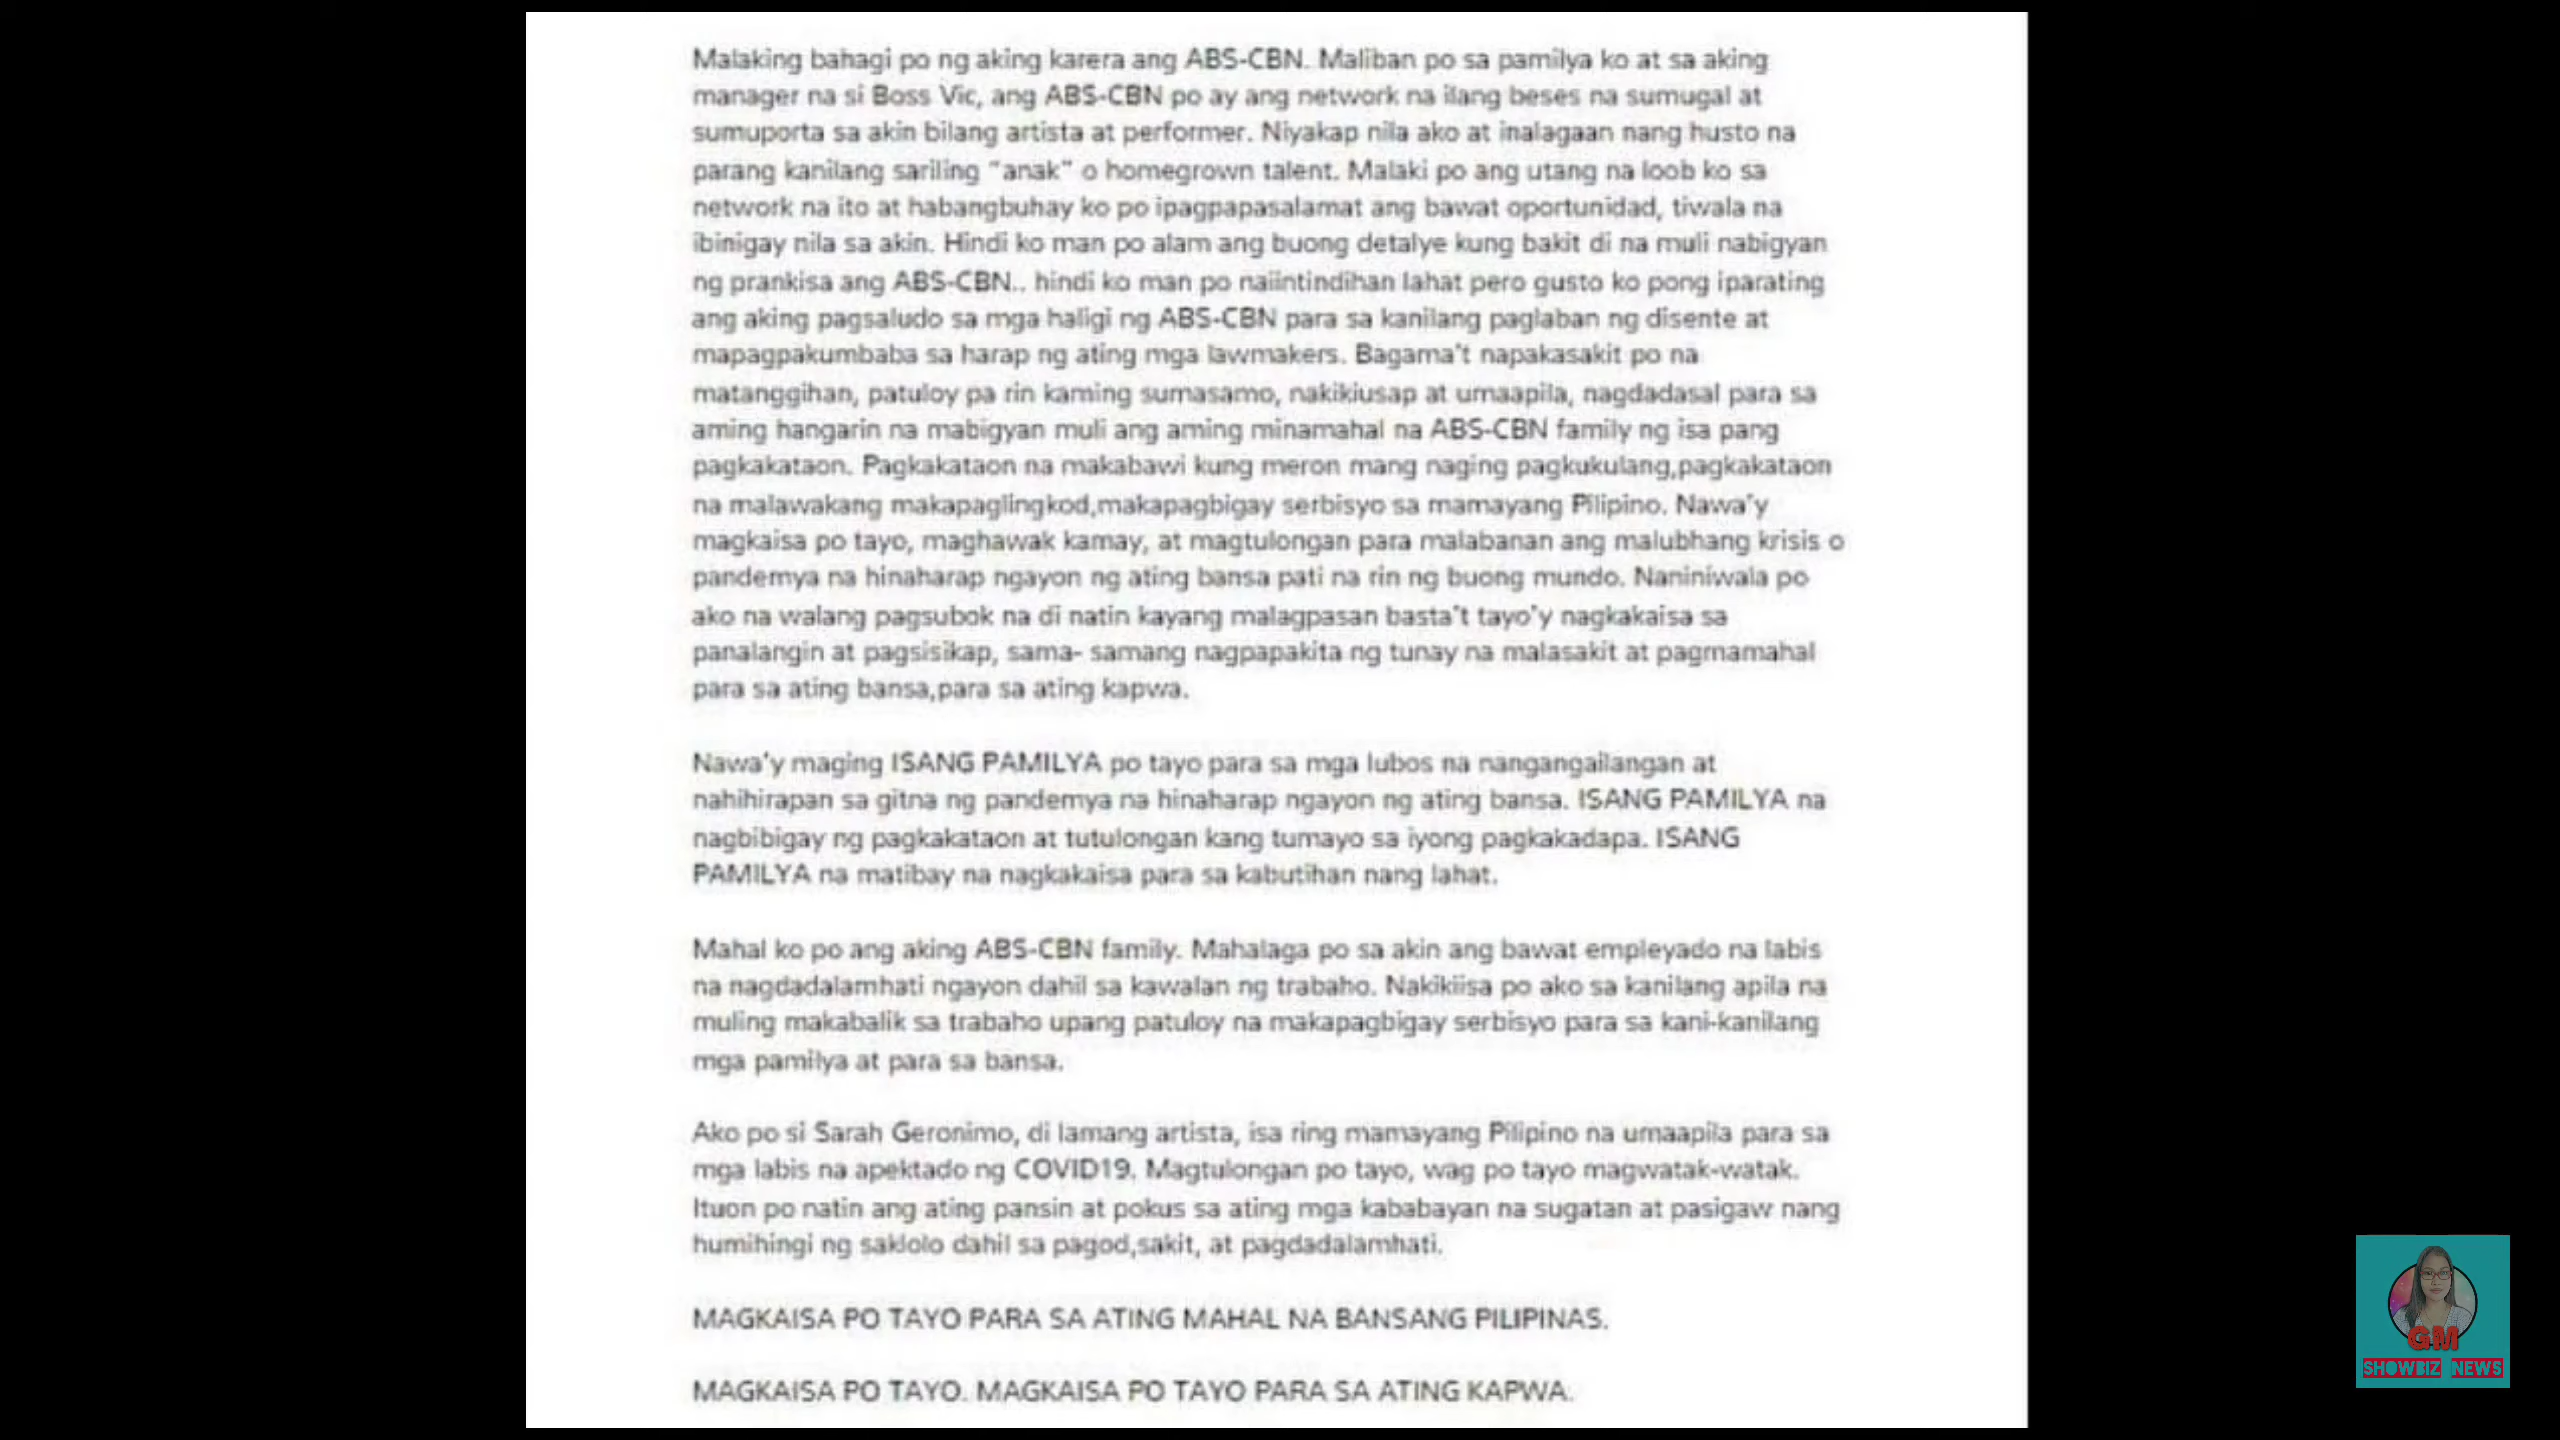 Malaking bahagi po ng aking karera ang ABS-CBN. Maliban po sa pamilya ko at sa aking
manager na si Boss Vic, ang ABS-CBN po ay ang network na ilang beses na sumugal at
sumuporta sa akin bilang artista at performer. Niyakap nila ako at inalagaan nang husto na
parang kanilang sariling "anak" o homegrown talent. Malaki po ang utang na loob ko sa
network na ito at habangbuhay ko po ipagpapasalamat ang bawat oportunidad, tiwala na
ibinigay nila sa akin. Hindi ko man po alam ang buong detalye kung bakit di na muli nabigyan
ng prankisa ang ABS-CBN.. hindi ko man po naiintindihan lahat pero gusto ko pong iparating
ang aking pagsaludo sa mga haligi ng ABS-CBN para sa kanilang paglaban ng disente at
mapagpakumbaba sa harap ng ating mga lawmakers. Bagama't napakasakit po na
matanggihan, patuloy pa rin kaming sumasamo, nakikiusap at umaapila, nagdadasal para sa
aming hangarin na mabigyan muli ang aming minamahal na ABS-CBN family ng isa pang
pagkakataon. Pagkakataon na makabawi kung meron mang naging pagkukulang,pagkakataon
na malawakang makapaglingkod,makapagbigay serbisyo sa mamayang Pilipino. Nawa'y
magkaisa po tayo, maghawak kamay, at magtulongan para malabanan ang malubhang krisis o
pandemya na hinaharap ngayon ng ating bansa pati na rin ng buong mundo. Naniniwala po
ako na walang pagsubok na di natin kayang malagpasan basta't tayo'y nagkakaisa sa
panalangin at pagsisikap, sama- samang nagpapakita ng tunay na malasakit at pagmamahal
para sa ating bansa,para sa ating kapwa.
Nawa'y maging ISANG PAMILYA po tayo para sa mga lubos na nangangailangan at
nahihirapan sa gitna ng pandemya na hinaharap ngayon ng ating bansa. ISANG PAMILYA na
nagbibigay ng pagkakataon at tutulongan kang tumayo sa iyong pagkakadapa. ISANG
PAMILYA na matibay na nagkakaisa para sa kabutihan nang lahat.
Mahal ko po ang aking ABS-CBN family. Mahalaga po sa akin ang bawat empleyado na labis
na nagdadalamhati ngayon dahil sa kawalan ng trabaho. Nakikiisa po ako sa kanilang apila na
muling makabalik sa trabaho upang patuloy na makapagbigay serbisyo para sa kani-kanilang
mga pamilya at para sa bansa.
Ako po si Sarah Geronimo, di lamang artista, isa ring mamayang Pilipino na umaapila para sa
mga labis na apektado ng COVID19. Magtulongan po tayo, wag po tayo magwatak-watak.
Ituon po natin ang ating pansin at pokus sa ating mga kababayan na sugatan at pasigaw nang
humihingi ng saklolo dahil sa pagod,sakit, at pagdadalamhati.
MAGKAISA PO TAYO PARA SA ATING MAHAL NA BANSANG PILIPINAS.
MAGKAISA PO TAYO. MAGKAISA PO TAYO PARA SA ATING KAPWA.
GM
SHOWBIZ NEWS